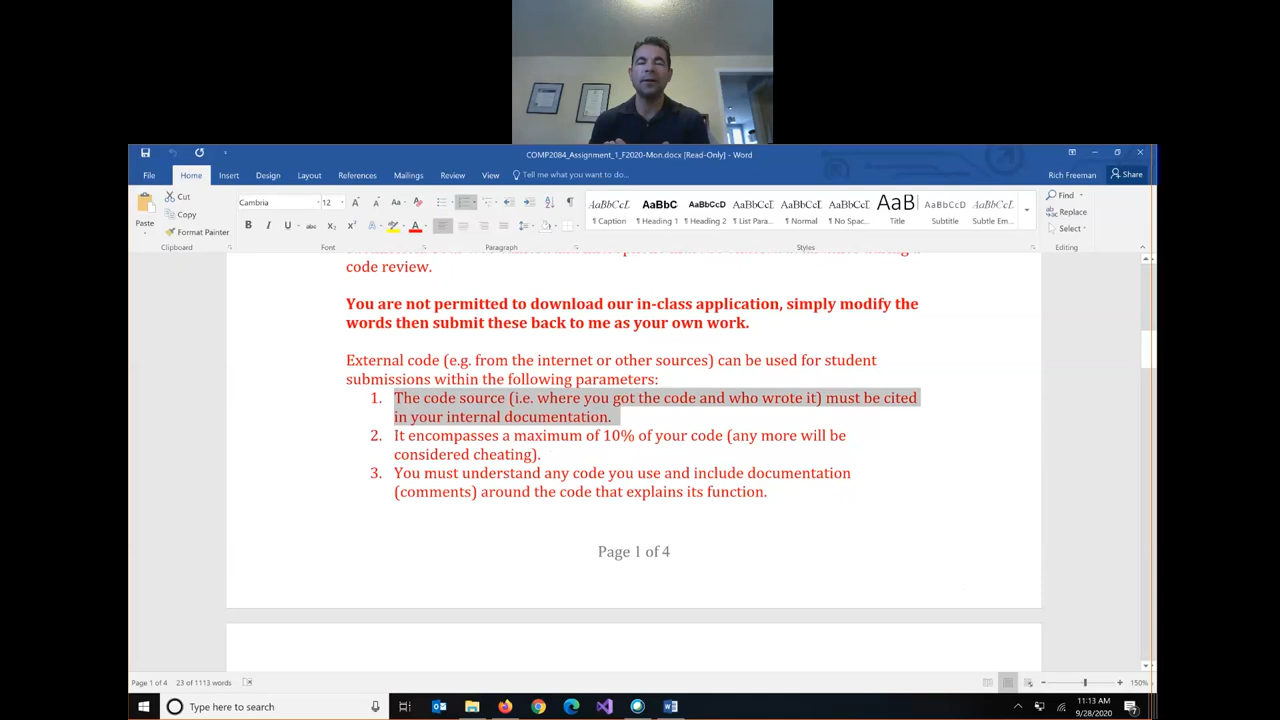 COMP2084_Assignment_1_F2020-Mon.docx [Read-Only] - Word
File Home Insert Design Layout References Mailings Review View Tell me what you want to do... Rich Freeman Share
Paste Cut Copy Format Painter
Cambria 12
AaBbCcL AaBbC AaBbCcD AaBbCcD AaBbCcD AaBbCcD AaB AaBbCcD AaBbCcD
¶ Caption ¶ Heading 1 ¶ Heading 2 ¶ List Para... ¶ Normal ¶ No Spac... Title Subtitle Subtle Em...
Find
Replace
Select
Clipboard Font Paragraph Styles Editing
code review.
You are not permitted to download our in-class application, simply modify the
words then submit these back to me as your own work.
External code (e.g. from the internet or other sources) can be used for student
submissions within the following parameters:
1. The code source (i.e. where you got the code and who wrote it) must be cited
in your internal documentation.
2. It encompasses a maximum of 10% of your code (any more will be
considered cheating).
3. You must understand any code you use and include documentation
(comments) around the code that explains its function.
Page 1 of 4
Page 1 of 4 23 of 1113 words 150%
Type here to search
11:13 AM
9/28/2020